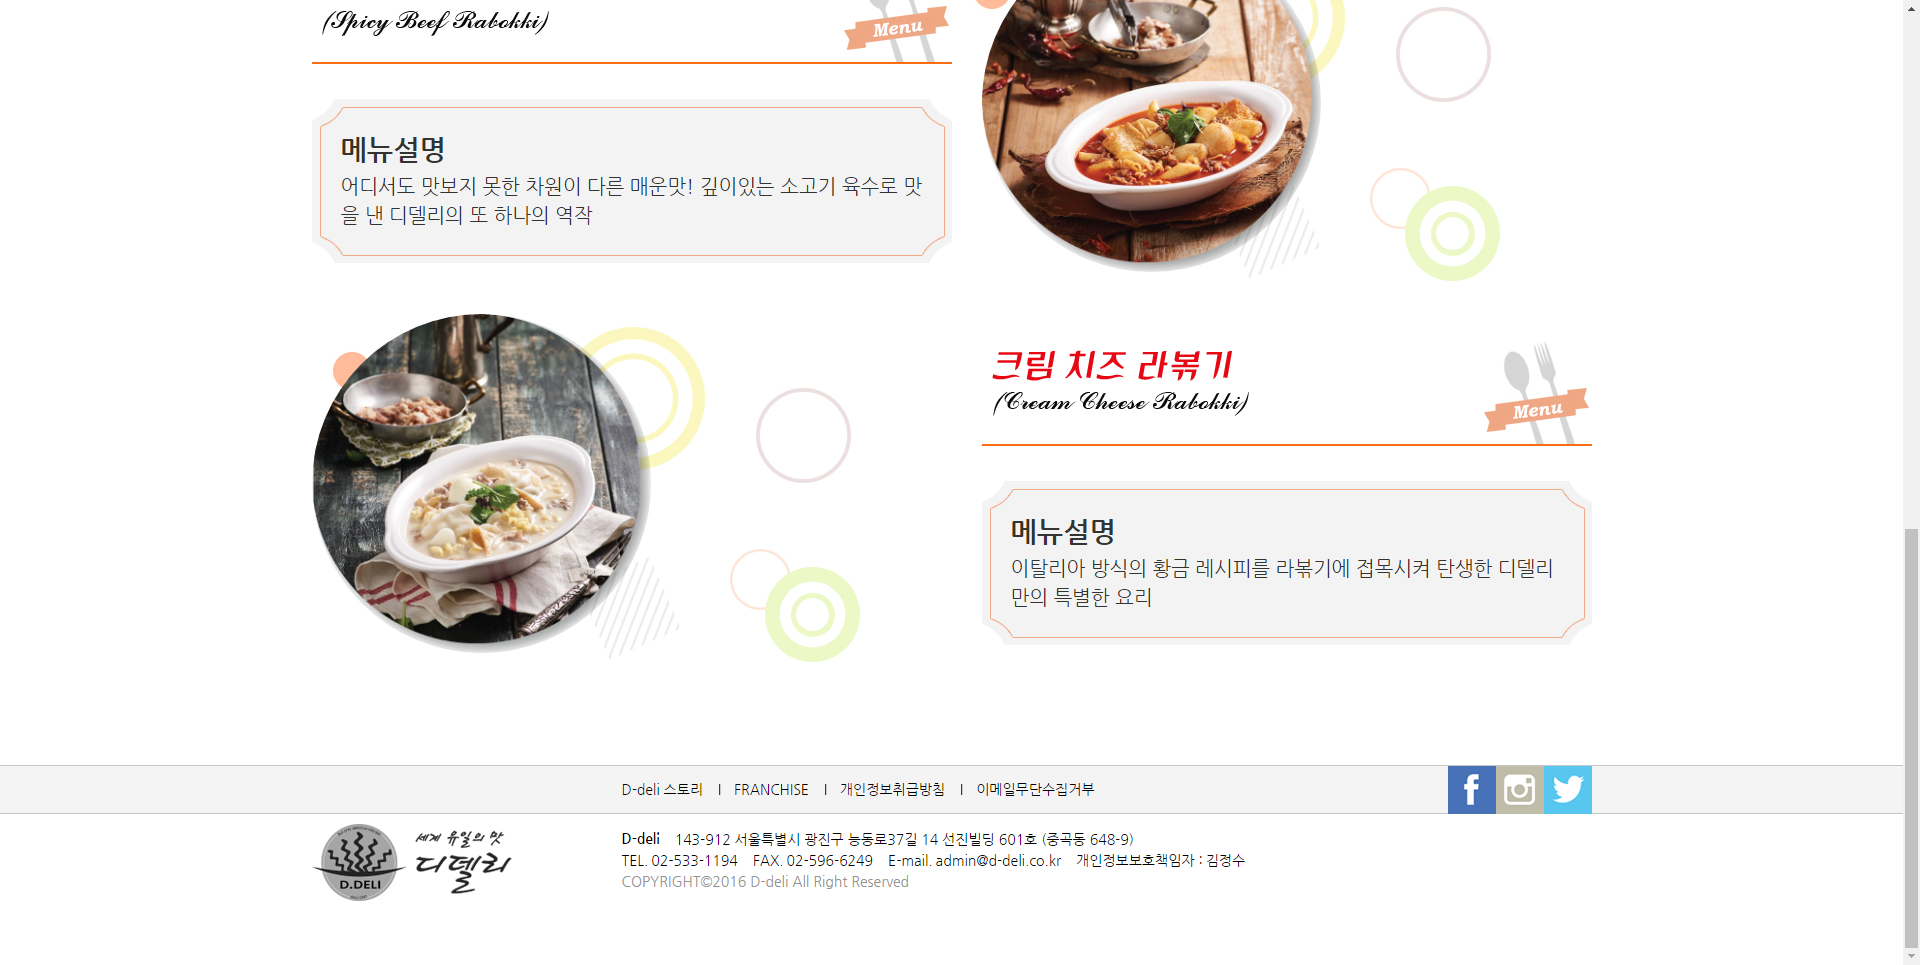 (Spicy Beef Rabokki)
Menu
메뉴설명
어디서도 맛보지 못한 차원이 다른 매운맛! 깊이있는 소고기 육수로 맛
을 낸 디델리의 또 하나의 역작
크림 치즈 라볶기
(Cream Cheese Rabokki)
Menu
메뉴설명
이탈리아 방식의 황금 레시피를 라볶기에 접목시켜 탄생한 디델리
만의 특별한 요리
D-deli 스토리 | FRANCHISE | 개인정보취급방침 | 이메일무단수집거부
세계 유일의 맛
디델리
D.DELI
D-deli 143-912 서울특별시 광진구 능동로37길 14 선진빌딩 601호 (중곡동 648-9)
TEL. 02-533-1194 FAX. 02-596-6249 E-mail. admin@d-deli.co.kr 개인정보보호책임자 : 김정수
COPYRIGHT©2016 D-deli All Right Reserved